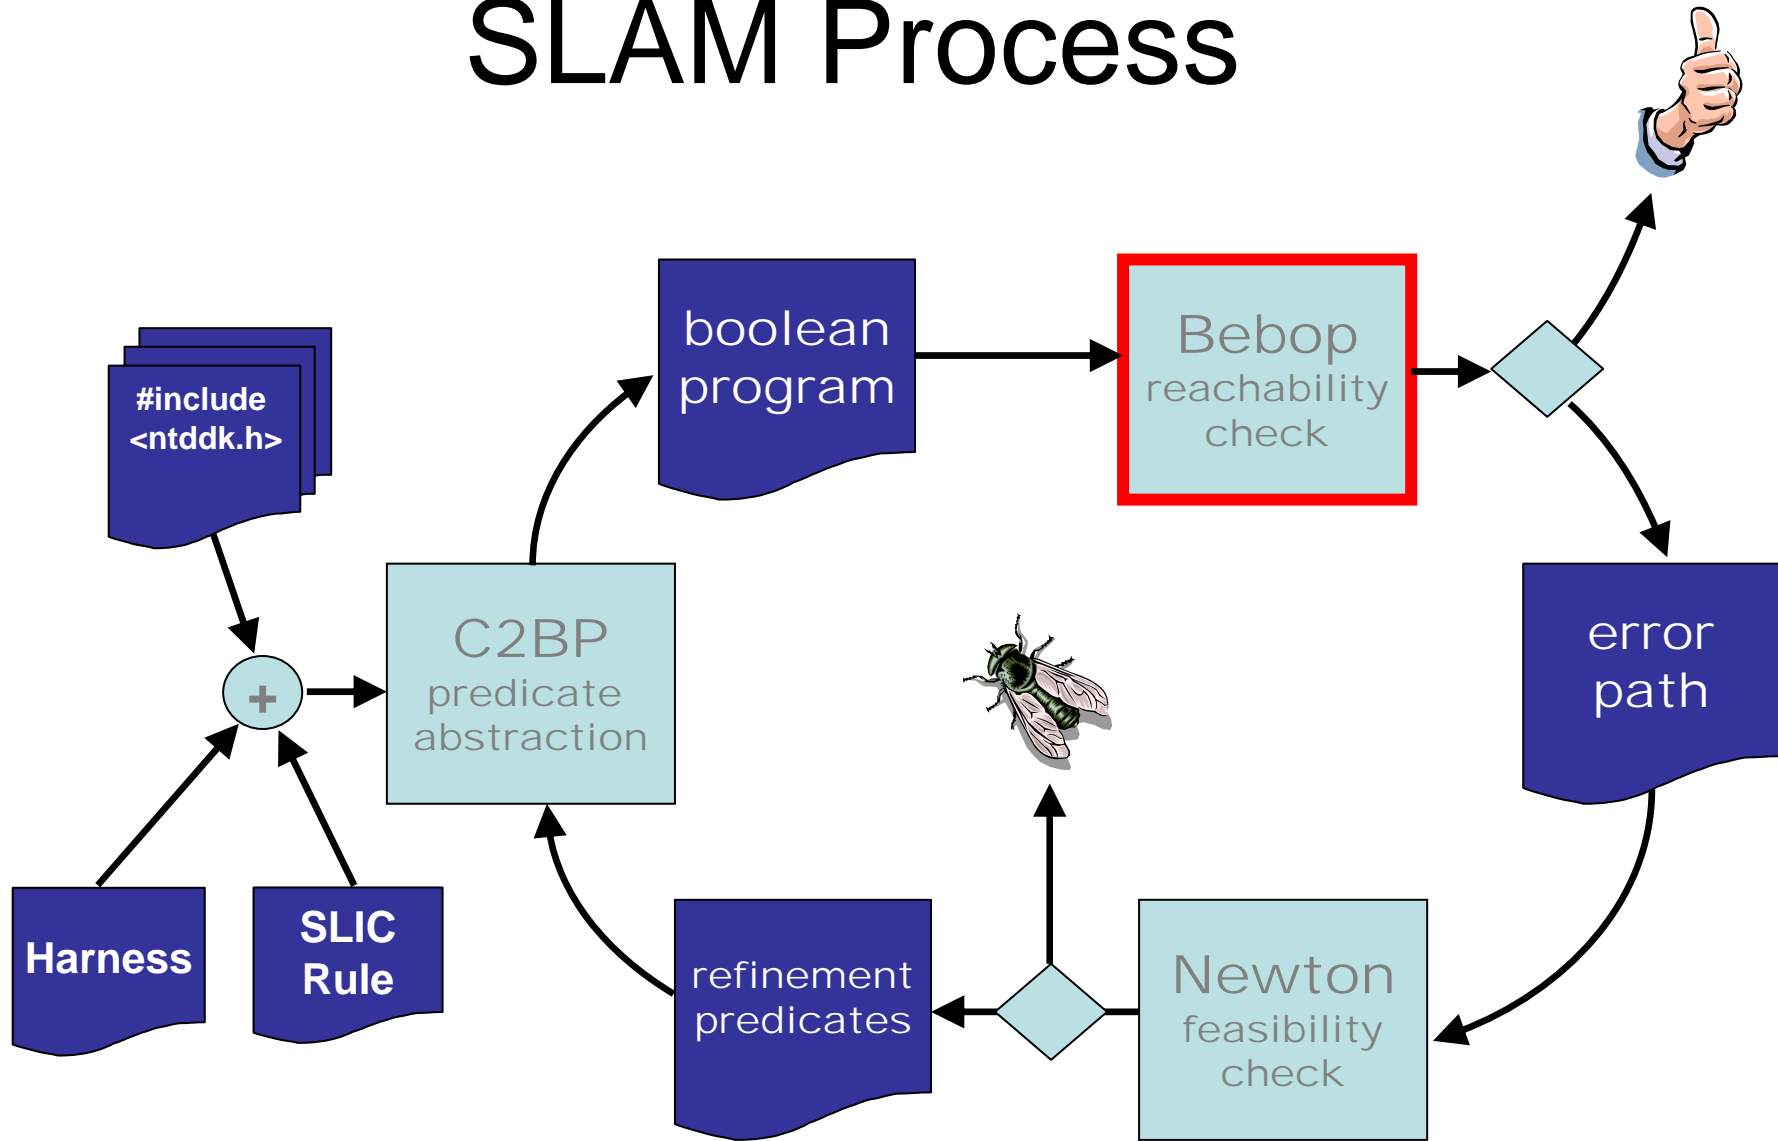 SLAM Process
#include
<ntddk.h>
boolean
program
Bebop
reachability
check
C2BP
predicate
abstraction
+
error
path
Harness
SLIC
Rule
refinement
predicates
Newton
feasibility
check